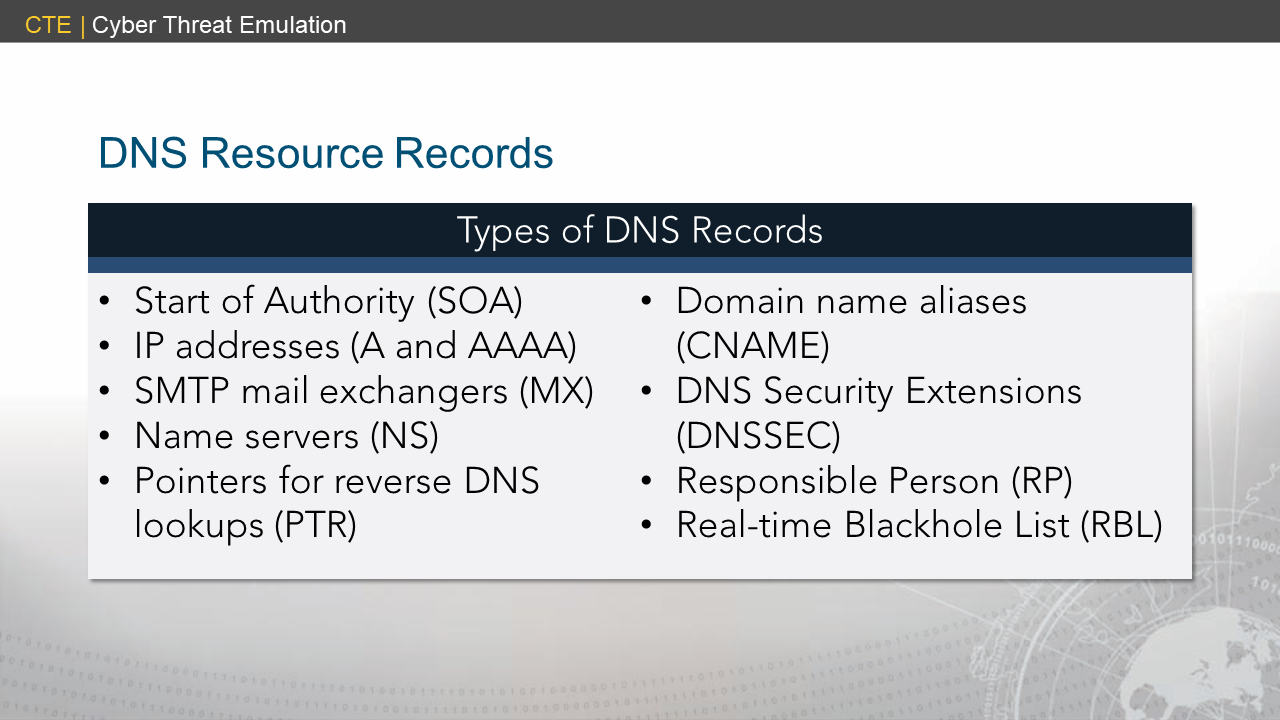 CTE | Cyber Threat Emulation
DNS Resource Records
Types of DNS Records
• Start of Authority (SOA)
• IP addresses (A and AAAA)
• SMTP mail exchangers (MX)
• Name servers (NS)
• Pointers for reverse DNS
lookups (PTR)
• Domain name aliases
(CNAME)
• DNS Security Extensions
(DNSSEC)
• Responsible Person (RP)
• Real-time Blackhole List (RBL)